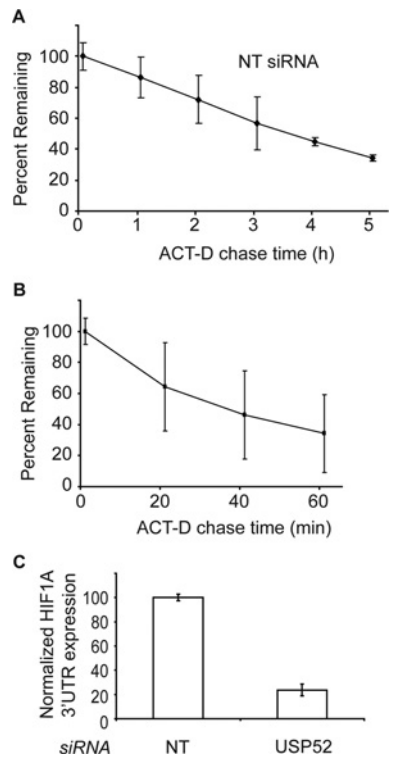 A
NT siRNA
Percent Remaining
100
80
60
40
20
0
0 1 2 3 4 5
ACT-D chase time (h)
B
Percent Remaining
100
80
60
40
20
0
0 20 40 60
ACT-D chase time (min)
C
Normalized HIF1A
3'UTR expression
100
80
60
40
20
0
siRNA NT USP52